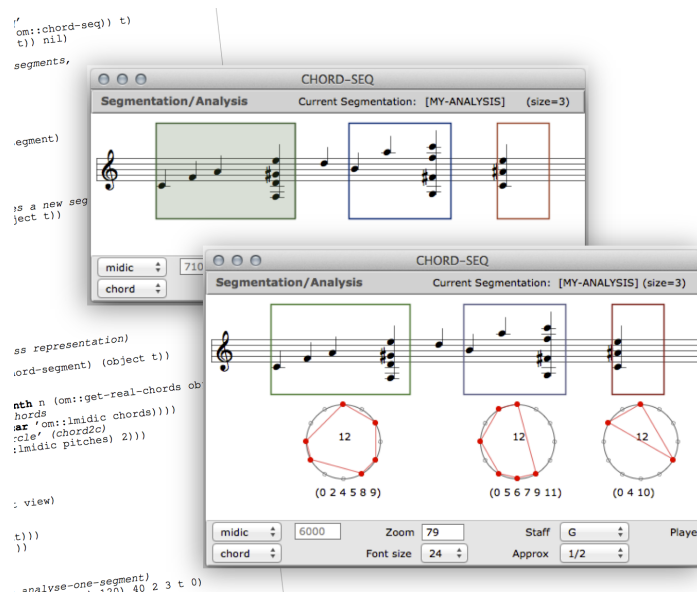 om::chord-seq)) t)
t)) nil)
segments,
CHORD-SEQ
Segmentation/Analysis Current Segmentation: [MY-ANALYSIS] (size=3)
segment)
es a new seg
ject t))
midic 710
chord
CHORD-SEQ
Segmentation/Analysis Current Segmentation: [MY-ANALYSIS] (size=3)
ss representation)
ord-segment) (object t))
nth n (om::get-real-chords ob
hords
ar 'om::lmidic chords))))
rcle' (chord2c)
:lmidic pitches) 2)))
12 12 12
(0 2 4 5 8 9) (0 5 6 7 9 11) (0 4 10)
view)
t)))
))
midic 6000 Zoom 79 Staff G Playe
chord Font size 24 Approx 1/2
analyse-one-segment)
120) 40 2 3 t 0)